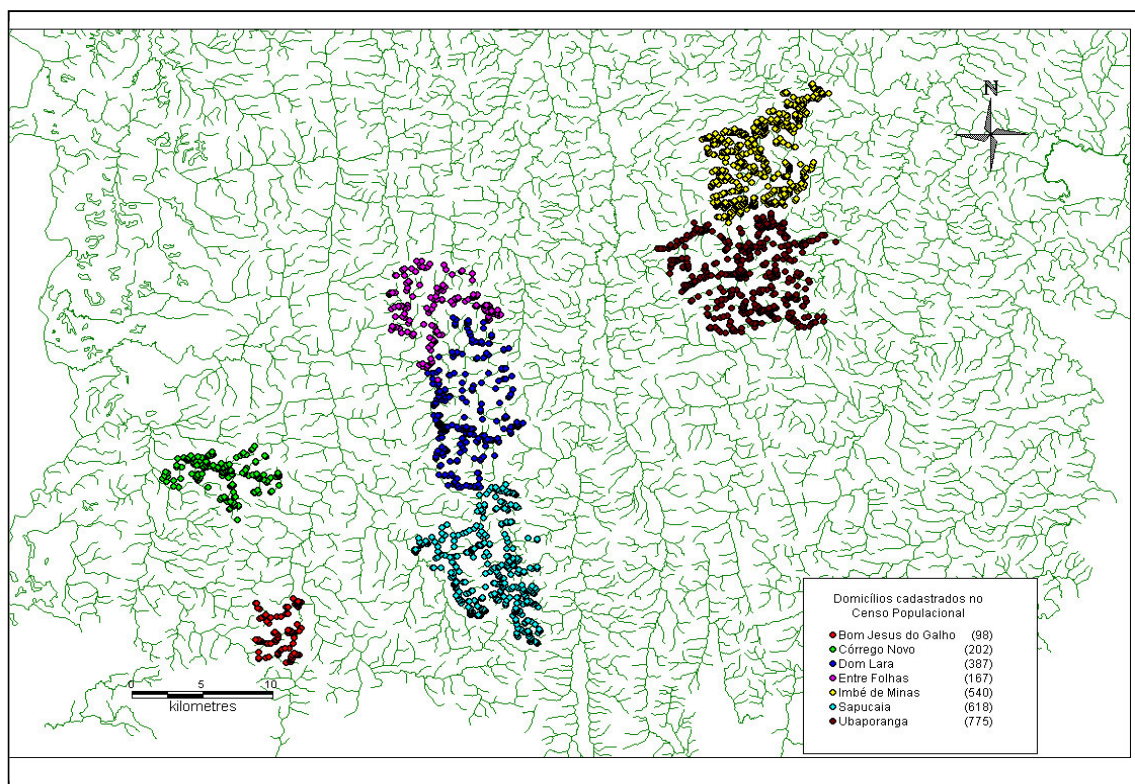 N
Domicílios cadastrados no
Censo Populacional
Bom Jesus do Galho (98)
Córrego Novo (202)
Dom Lara (387)
Entre Folhas (167)
Imbé de Minas (540)
Sapucaia (618)
Ubaporanga (775)
0 5 10
kilometres